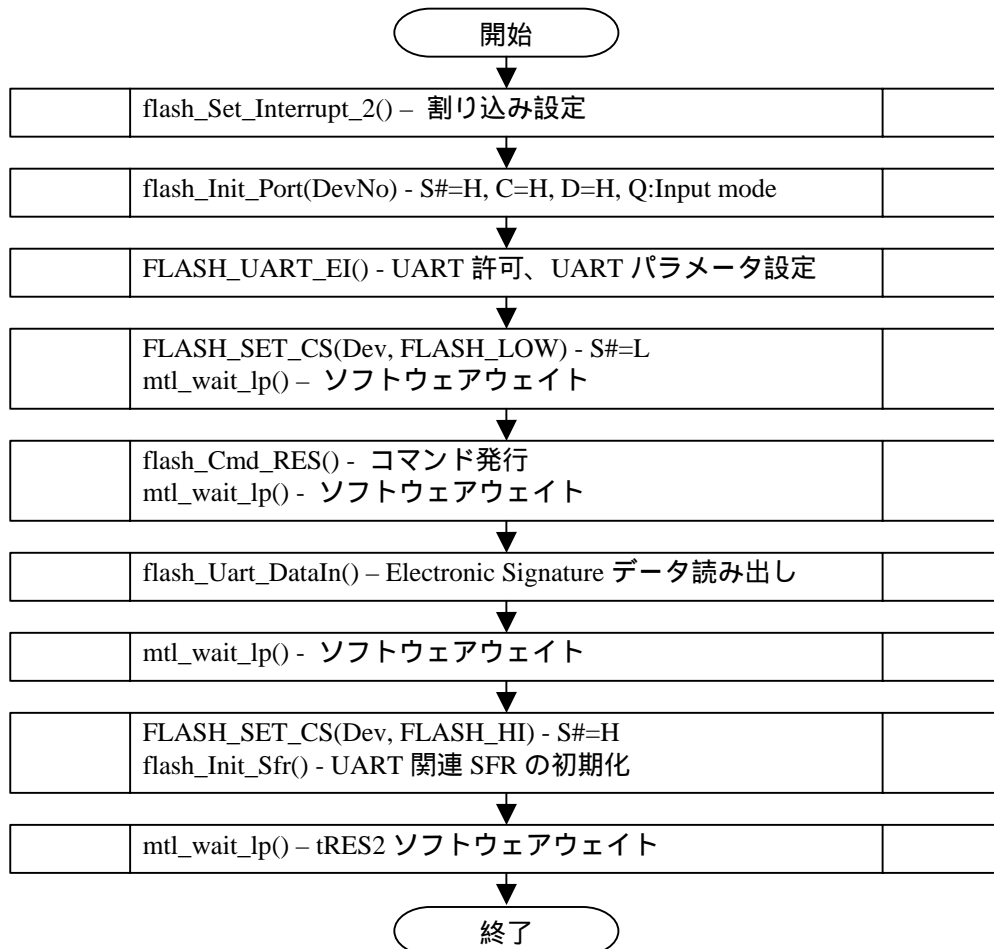 開始
flash_Set_Interrupt_2() – 割り込み設定
flash_Init_Port(DevNo) - S#=H, C=H, D=H, Q:Input mode
FLASH_UART_EI() - UART 許可、UART パラメータ設定
FLASH_SET_CS(Dev, FLASH_LOW) - S#=L
mtl_wait_lp() – ソフトウェアウェイト
flash_Cmd_RES() - コマンド発行
mtl_wait_lp() - ソフトウェアウェイト
flash_Uart_DataIn() – Electronic Signature データ読み出し
mtl_wait_lp() - ソフトウェアウェイト
FLASH_SET_CS(Dev, FLASH_HI) - S#=H
flash_Init_Sfr() - UART 関連 SFR の初期化
mtl_wait_lp() – tRES2 ソフトウェアウェイト
終了